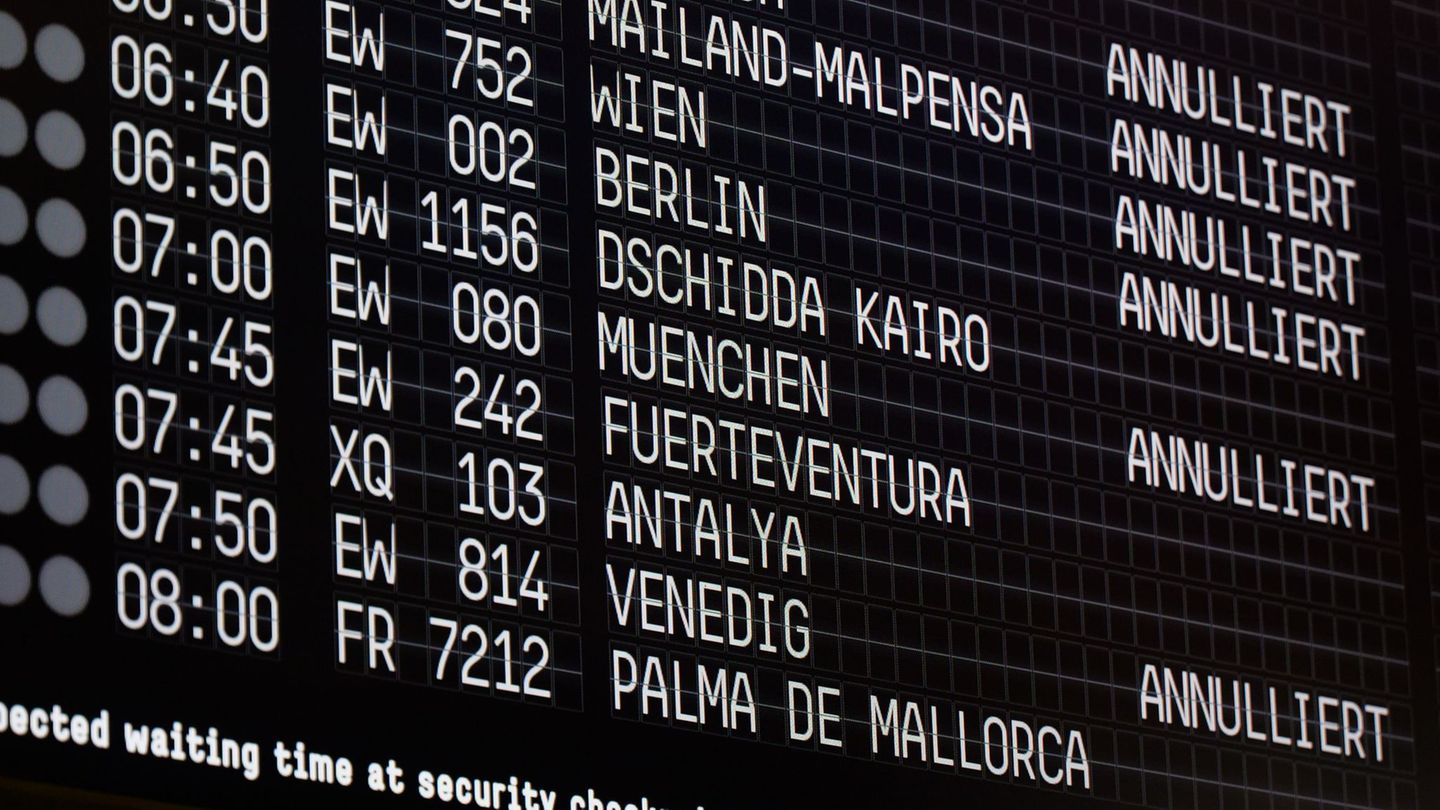 ANNULLIERT
MAILAND-MALPENSA ANNULLIERT
EW 752 WIEN ANNULLIERT
06:40 EW 002 BERLIN ANNULLIERT
06:50 EW 1156 DSCHIDDA KAIRO
07:00 EW 080 MUENCHEN ANNULLIERT
07:45 EW 242 FUERTEVENTURA
07:45 XQ 103 ANTALYA
07:50 EW 814 VENEDIG ANNULLIERT
08:00 FR 7212 PALMA DE MALLORCA
waiting time at security